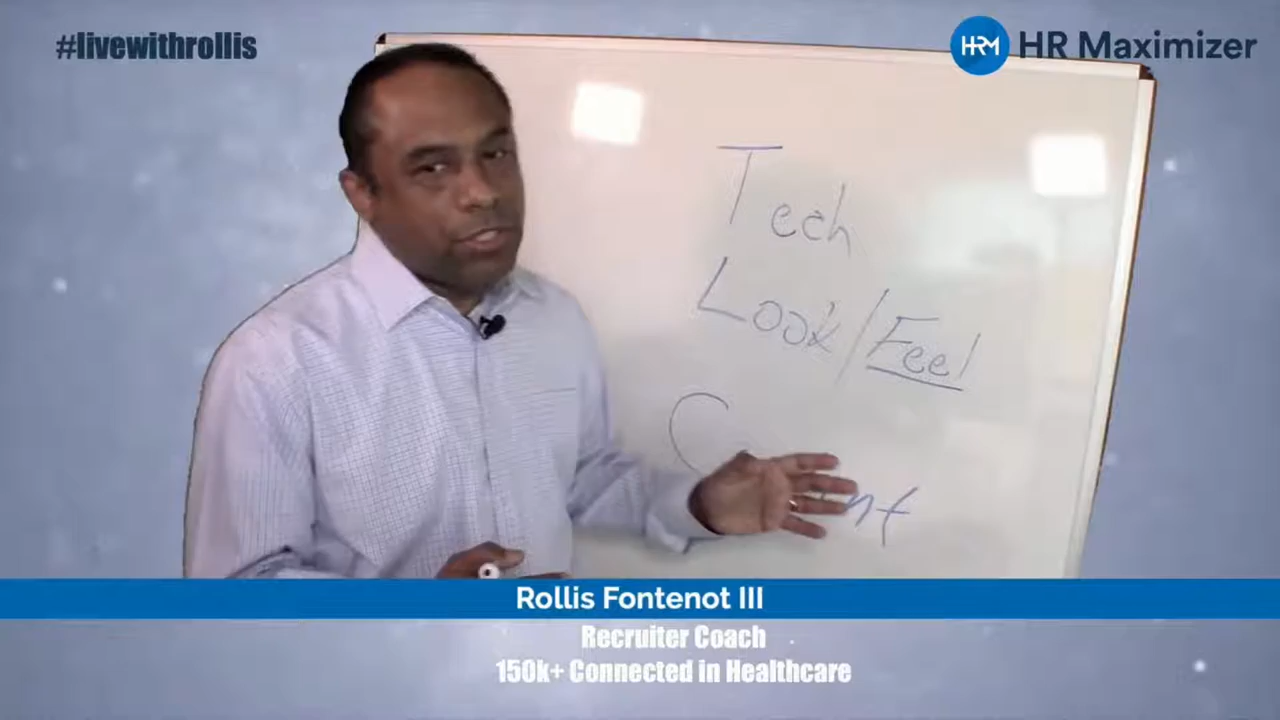 #livewithrollis
HRM HR Maximizer
Tech
Look/Feel
Rollis Fontenot III
Recruiter Coach
150k+ Connected in Healthcare